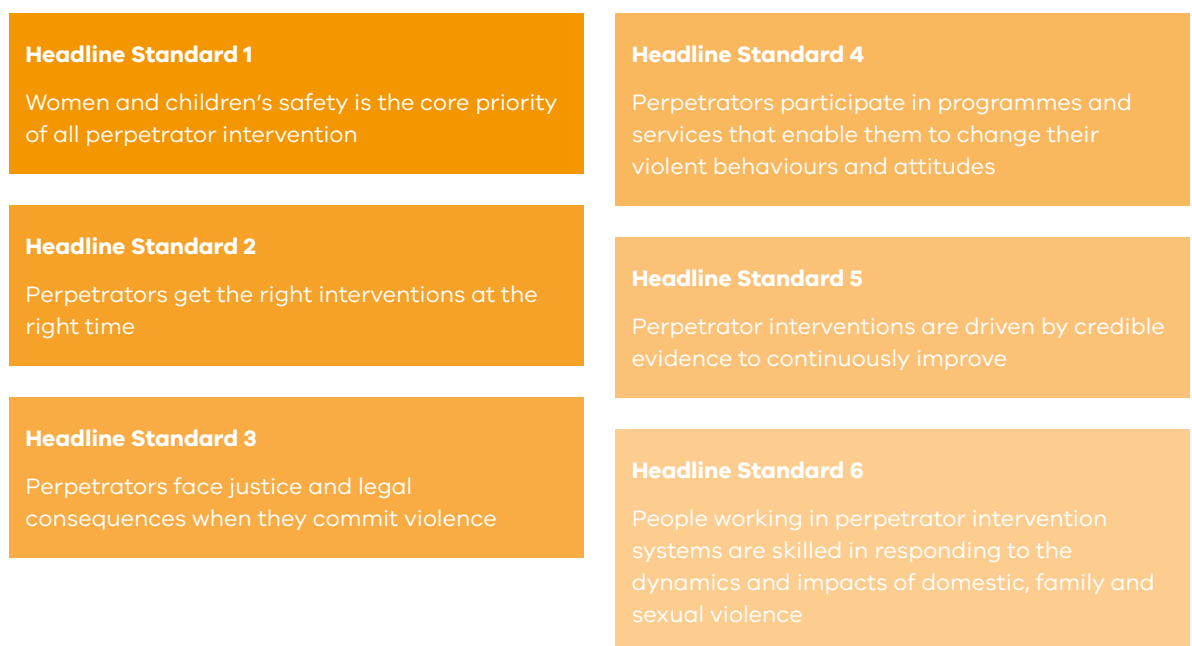 Headline Standard 1
Women and children’s safety is the core priority
of all perpetrator intervention
Headline Standard 2
Perpetrators get the right interventions at the
right time
Headline Standard 3
Perpetrators face justice and legal
consequences when they commit violence
Headline Standard 4
Perpetrators participate in programmes and
services that enable them to change their
violent behaviours and attitudes
Headline Standard 5
Perpetrator interventions are driven by credible
evidence to continuously improve
Headline Standard 6
People working in perpetrator intervention
systems are skilled in responding to the
dynamics and impacts of domestic, family and
sexual violence